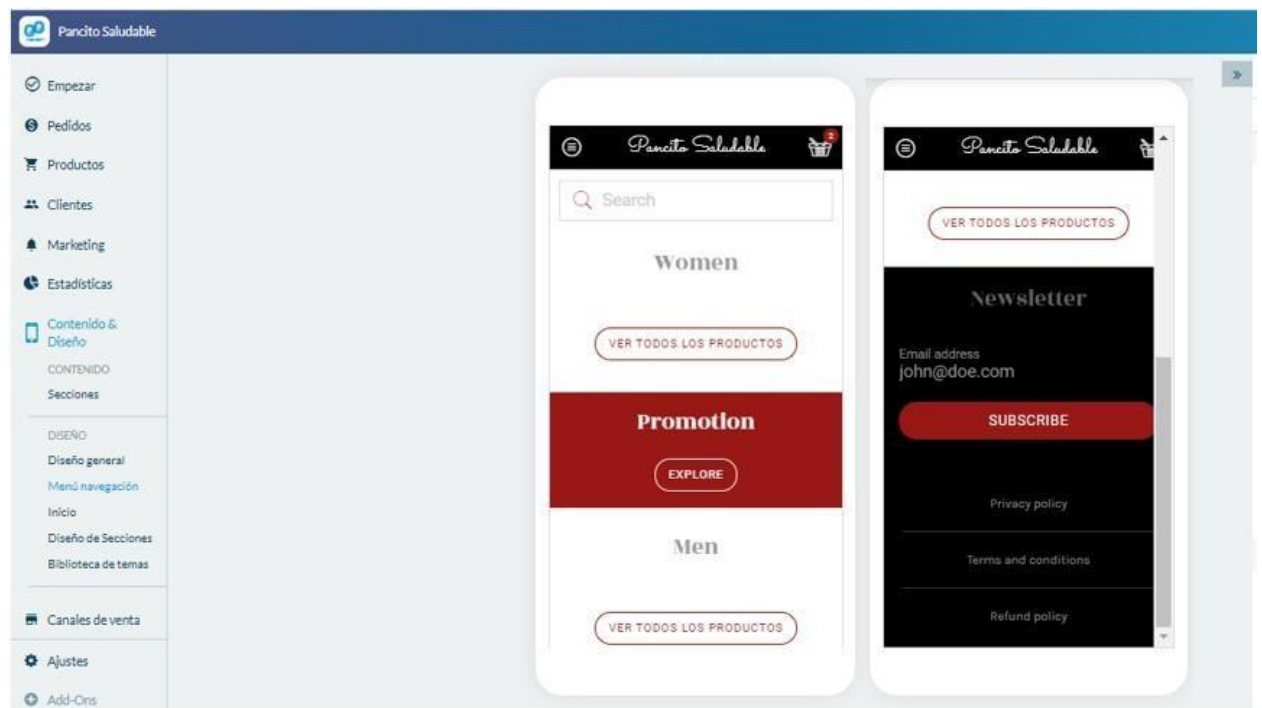 Pancito Saludable
Empezar
Pedidos
Productos
Clientes
Marketing
Estadísticas
Contenido &
Diseño
CONTENIDO
Secciones
DISEÑO
Diseño general
Menú navegación
Inicio
Diseño de Secciones
Biblioteca de temas
Canales de venta
Ajustes
Add-Ons
Pancito Saludable
2
Search
Women
VER TODOS LOS PRODUCTOS
Promotion
EXPLORE
Men
VER TODOS LOS PRODUCTOS
Pancito Saludable
VER TODOS LOS PRODUCTOS
Newsletter
Email address
john@doe.com
SUBSCRIBE
Privacy policy
Terms and conditions
Refund policy